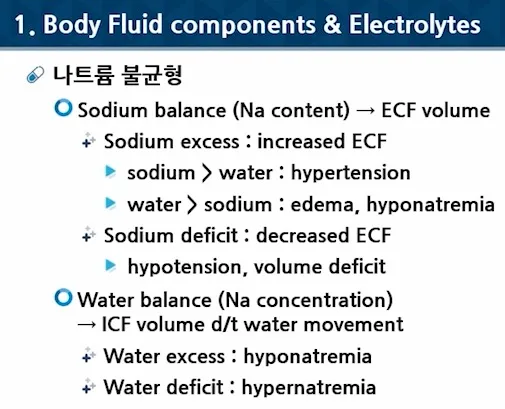 1. Body Fluid components & Electrolytes
나트륨 불균형
Sodium balance (Na content) → ECF volume
Sodium excess : increased ECF
sodium > water : hypertension
water > sodium : edema, hyponatremia
Sodium deficit : decreased ECF
hypotension, volume deficit
Water balance (Na concentration)
→ ICF volume d/t water movement
Water excess : hyponatremia
Water deficit : hypernatremia